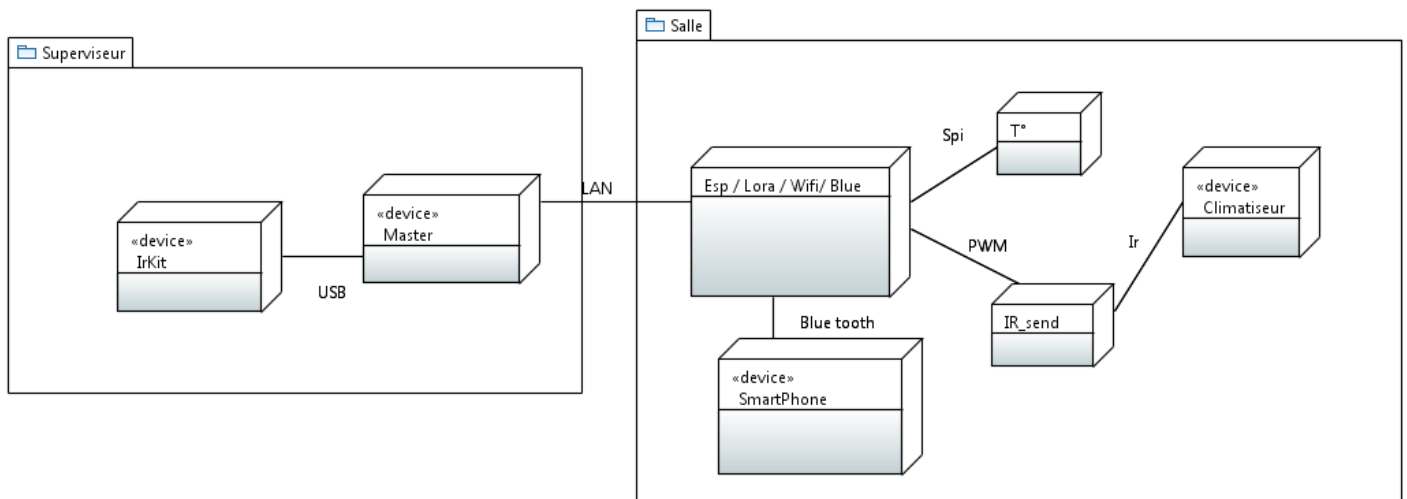 Superviseur
Salle
«device»
IrKit
USB
«device»
Master
LAN
Esp / Lora / Wifi/ Blue
Spi
T°
PWM
IR_send
Ir
«device»
Climatiseur
Blue tooth
«device»
SmartPhone